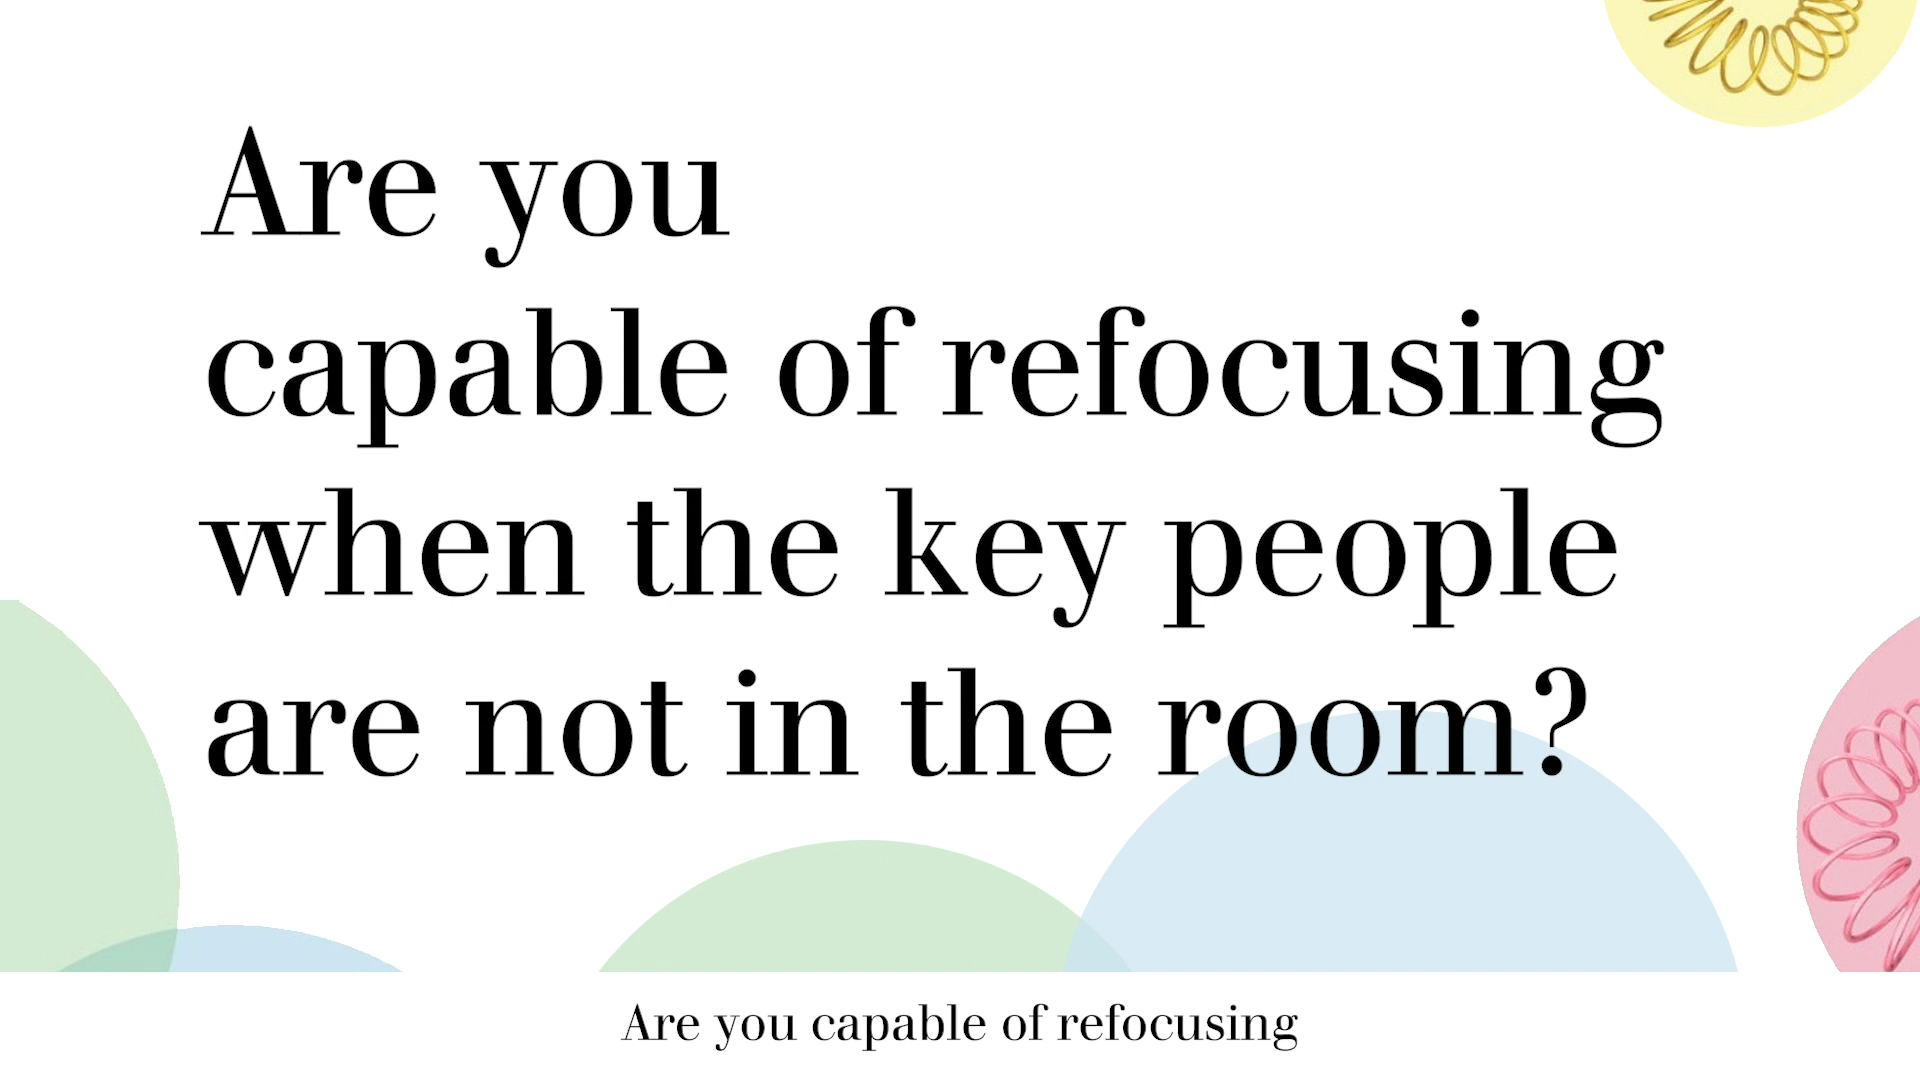 Are you
capable of refocusing
when the key people
are not in the room?
Are you capable of refocusing